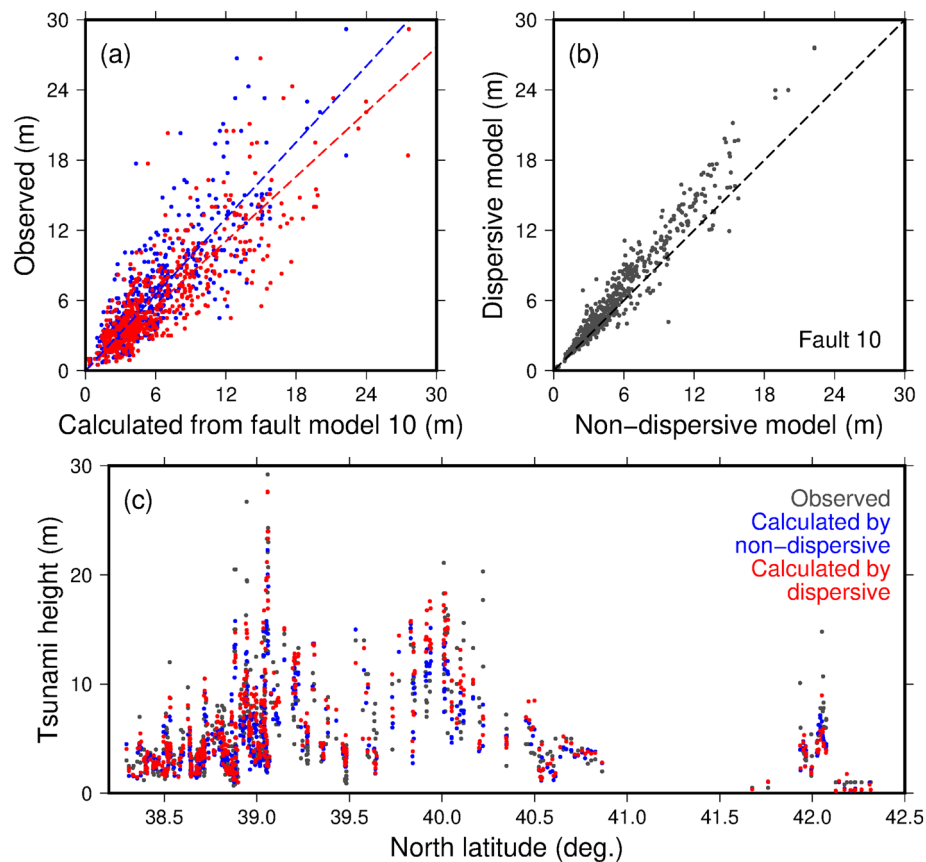 30
24
18
12
6
0
Observed (m)
(a)
0 6 12 18 24 30
Calculated from fault model 10 (m)
30
24
18
12
6
0
Dispersive model (m)
(b)
Fault 10
0 6 12 18 24 30
Non−dispersive model (m)
30
20
10
0
Tsunami height (m)
(c)
Observed
Calculated by
non−dispersive
Calculated by
dispersive
38.5 39.0 39.5 40.0 40.5 41.0 41.5 42.0 42.5
North latitude (deg.)